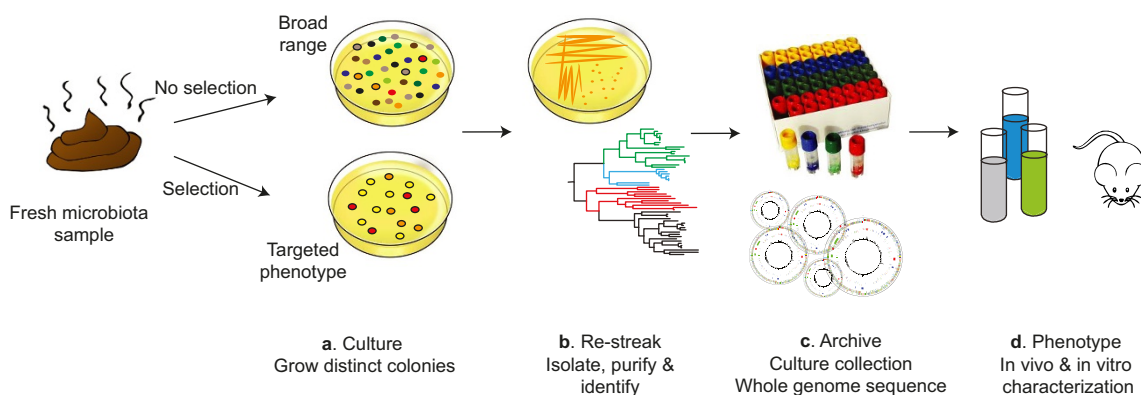 Broad
range
No selection
Selection
Fresh microbiota
sample
Targeted
phenotype
a. Culture
Grow distinct colonies
b. Re-streak
Isolate, purify &
identify
c. Archive
Culture collection
Whole genome sequence
d. Phenotype
In vivo & in vitro
characterization